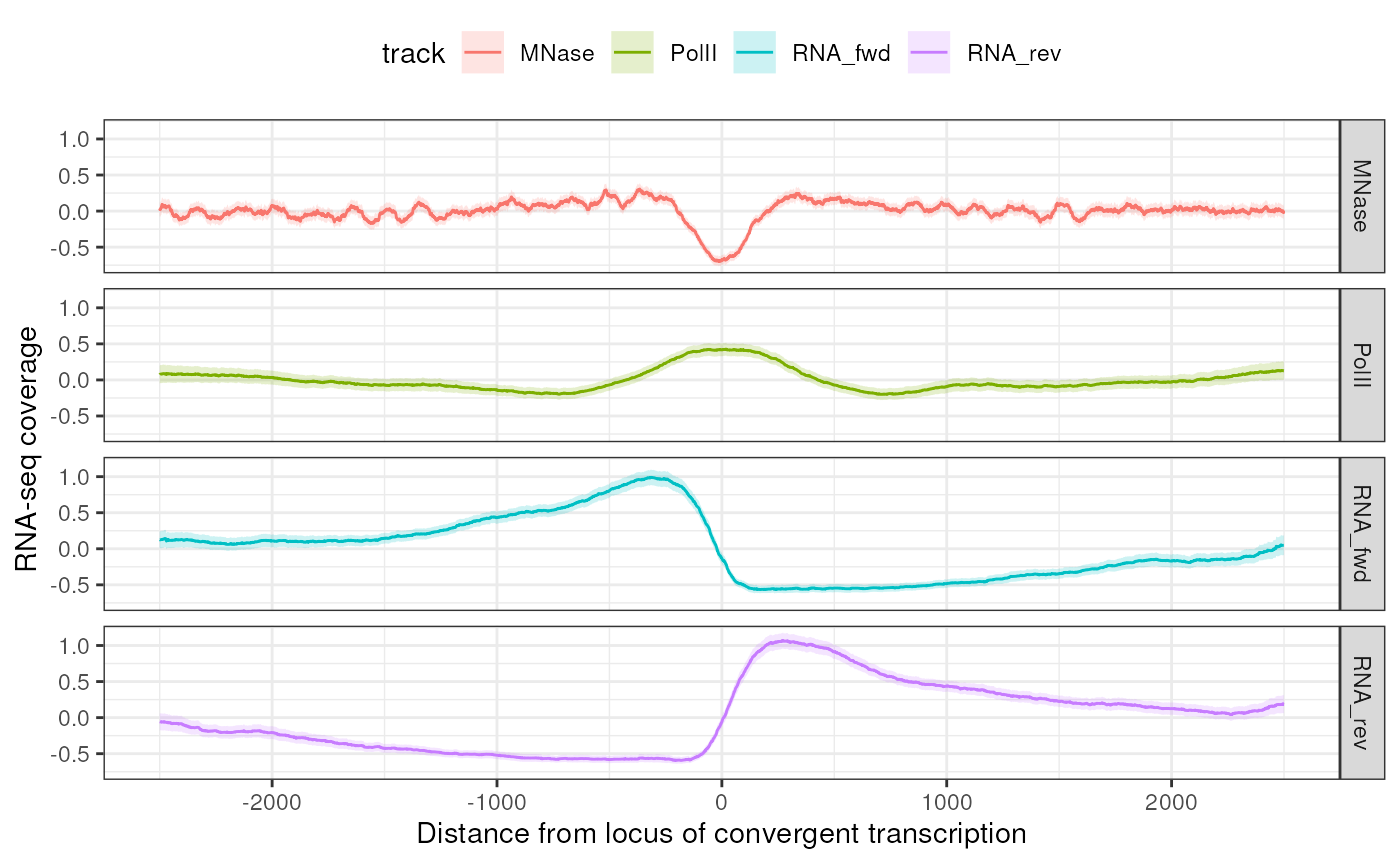 track MNase PolII RNA_fwd RNA_rev
1.0
0.5
0.0
-0.5
MNase
1.0
0.5
0.0
-0.5
PolII
1.0
0.5
0.0
-0.5
RNA_fwd
1.0
0.5
0.0
-0.5
RNA_rev
RNA-seq coverage
-2000 -1000 0 1000 2000
Distance from locus of convergent transcription